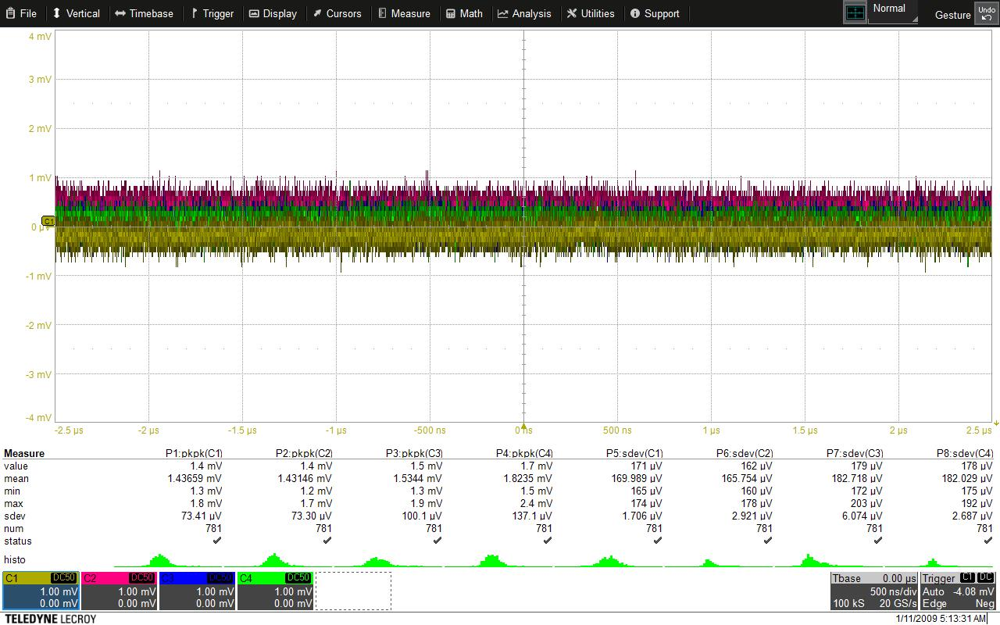 File Vertical Timebase Trigger Display Cursors Measure Math Analysis Utilities Support Normal Gesture Undo
4 mV
3 mV
2 mV
1 mV
C1
0 µV
-1 mV
-2 mV
-3 mV
-4 mV
-2.5 µs -2 µs -1.5 µs -1 µs -500 ns 0 ns 500 ns 1 µs 1.5 µs 2 µs 2.5 µs
Measure P1:pkpk(C1) P2:pkpk(C2) P3:pkpk(C3) P4:pkpk(C4) P5:sdev(C1) P6:sdev(C2) P7:sdev(C3) P8:sdev(C4)
value 1.4 mV 1.4 mV 1.5 mV 1.7 mV 171 µV 162 µV 179 µV 178 µV
mean 1.43659 mV 1.43146 mV 1.5344 mV 1.8235 mV 169.989 µV 165.754 µV 182.718 µV 182.029 µV
min 1.3 mV 1.2 mV 1.3 mV 1.5 mV 165 µV 160 µV 172 µV 175 µV
max 1.8 mV 1.7 mV 1.9 mV 2.4 mV 174 µV 178 µV 203 µV 192 µV
sdev 73.41 µV 73.30 µV 100.1 µV 137.1 µV 1.706 µV 2.921 µV 6.074 µV 2.687 µV
num 781 781 781 781 781 781 781 781
status
histo
C1 DC50 C2 DC50 C3 DC50 C4 DC50 Tbase 0.00 µs Trigger C1 DC
1.00 mV 1.00 mV 1.00 mV 1.00 mV 500 ns/div Auto -4.08 mV
0.00 mV 0.00 mV 0.00 mV 0.00 mV 100 kS 20 GS/s Edge Neg
TELEDYNE LECROY 1/11/2009 5:13:31 AM